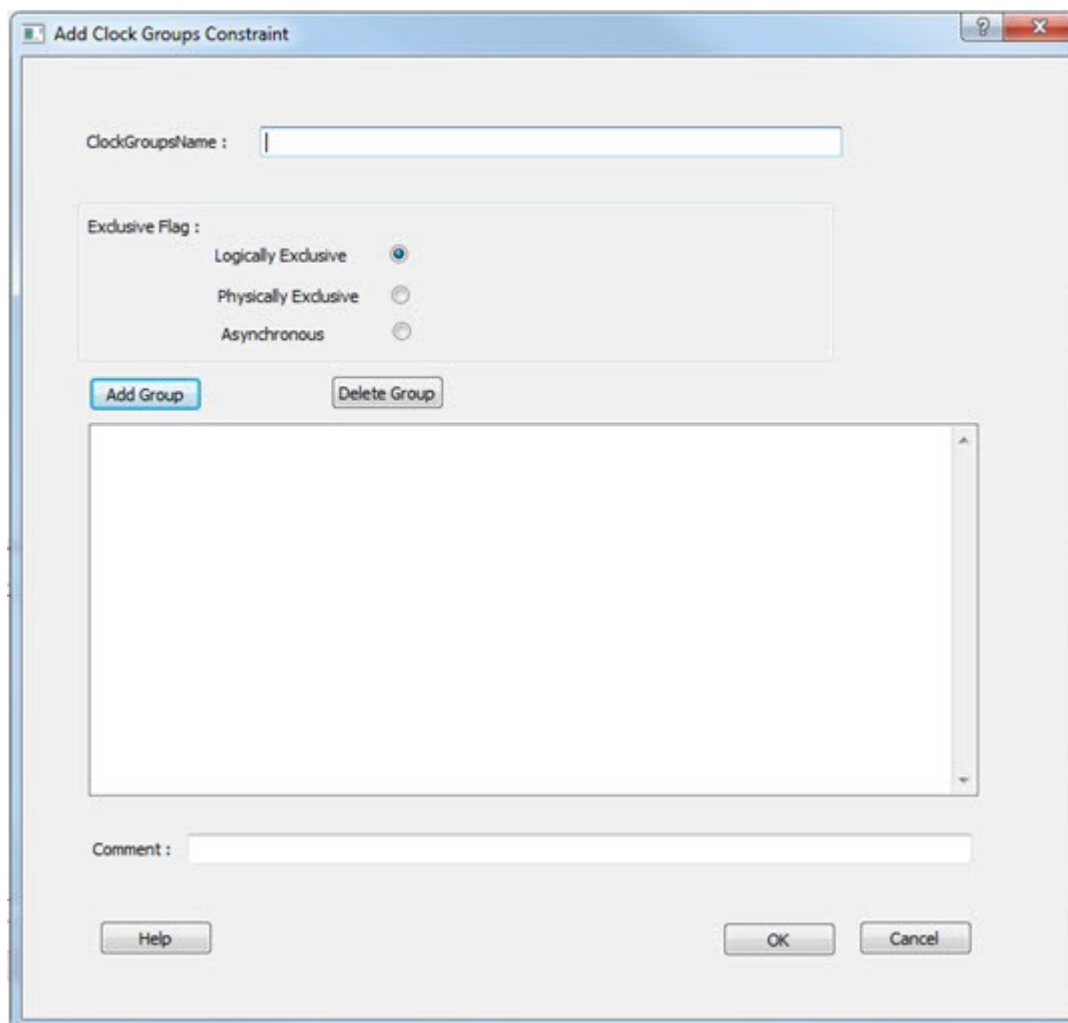 Add Clock Groups Constraint
?
ClockGroupsName :
Exclusive Flag :
Logically Exclusive
Physically Exclusive
Asynchronous
Add Group Delete Group
Comment :
Help OK Cancel